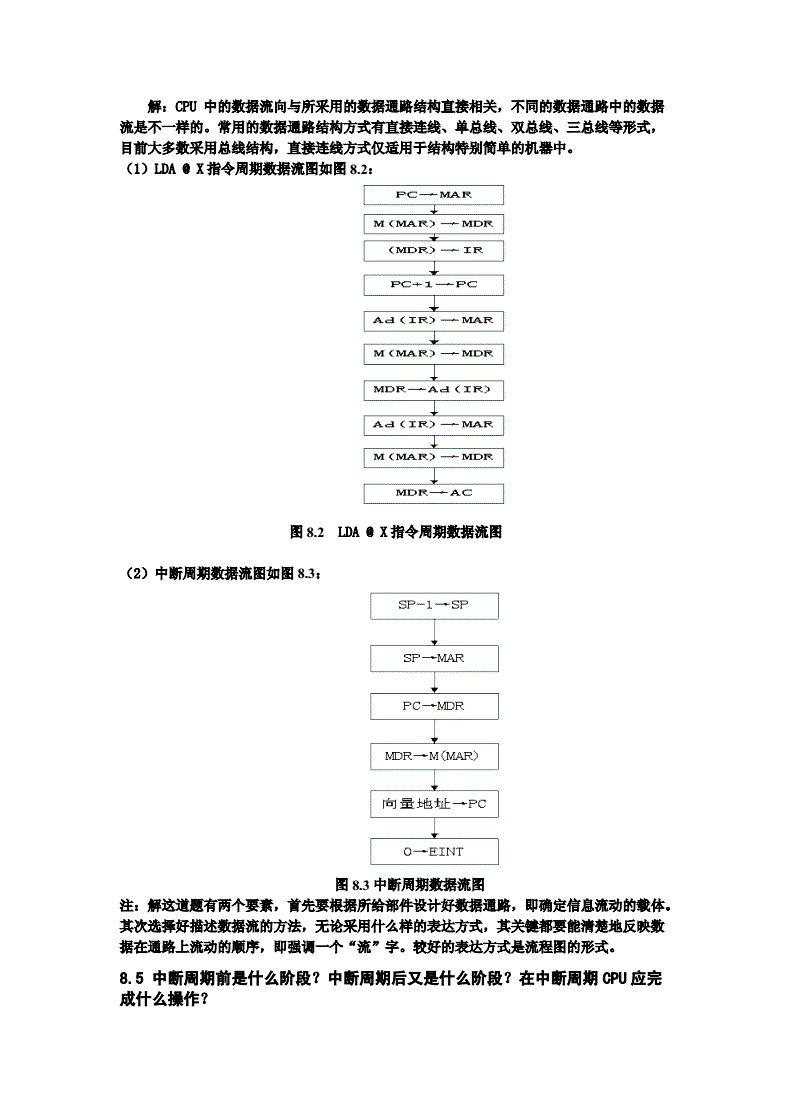 解：CPU 中的数据流向与所采用的数据通路结构直接相关，不同的数据通路中的数据
流是不一样的。常用的数据通路结构方式有直接连线、单总线、双总线、三总线等形式，
目前大多数采用总线结构，直接连线方式仅适用于结构特别简单的机器中。
（1）LDA @ X 指令周期数据流图如图 8.2：
PC→MAR
M(MAR)→MDR
(MDR)→IR
PC+1→PC
Ad(IR)→MAR
M(MAR)→MDR
MDR→Ad(IR)
Ad(IR)→MAR
M(MAR)→MDR
MDR→AC
图 8.2 LDA @ X 指令周期数据流图
（2）中断周期数据流图如图 8.3：
SP-1→SP
SP→MAR
PC→MDR
MDR→M(MAR)
向量地址→PC
0→EINT
图 8.3 中断周期数据流图
注：解这道题有两个要素，首先要根据所给部件设计好数据通路，即确定信息流动的载体。
其次选择好描述数据流的方法，无论采用什么样的表达方式，其关键都要能清楚地反映数
据在通路上流动的顺序，即强调一个“流”字。较好的表达方式是流程图的形式。
8.5 中断周期前是什么阶段？中断周期后又是什么阶段？在中断周期 CPU 应完
成什么操作？